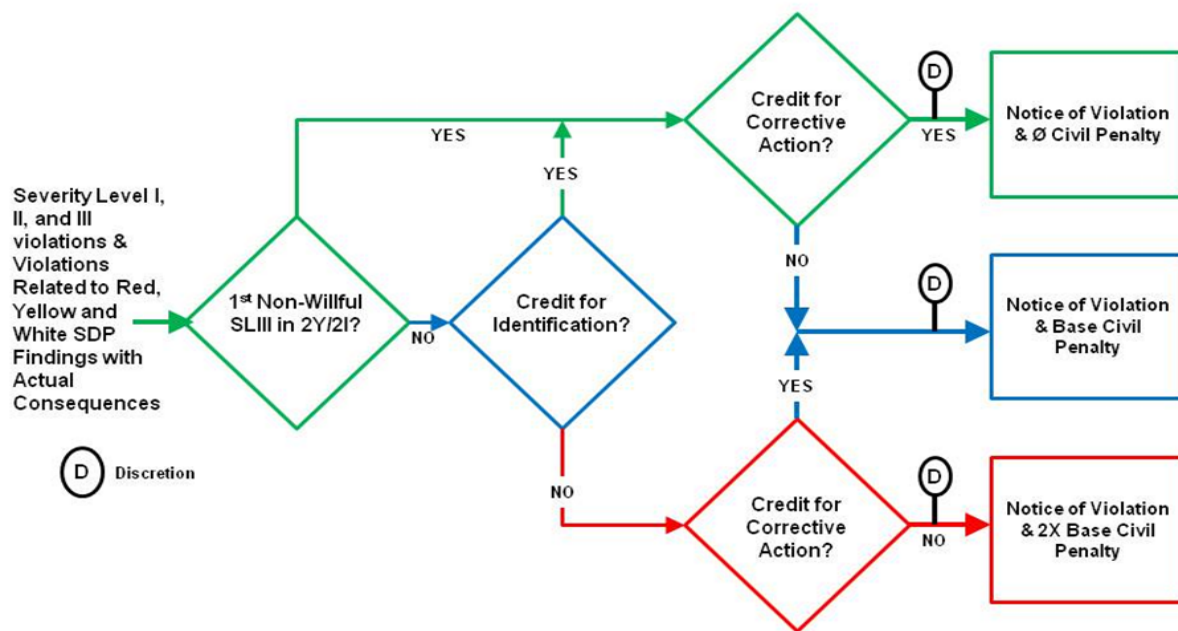 Severity Level I,
II, and III
violations &
Violations
Related to Red,
Yellow and
White SDP
Findings with
Actual
Consequences
D Discretion
1st Non-Willful
SLIII in 2Y/2I?
YES
NO
Credit for
Identification?
YES
NO
Credit for
Corrective
Action?
D
YES
NO
Notice of Violation
& Ø Civil Penalty
D
Notice of Violation
& Base Civil
Penalty
YES
Credit for
Corrective
Action?
D
NO
Notice of Violation
& 2X Base Civil
Penalty